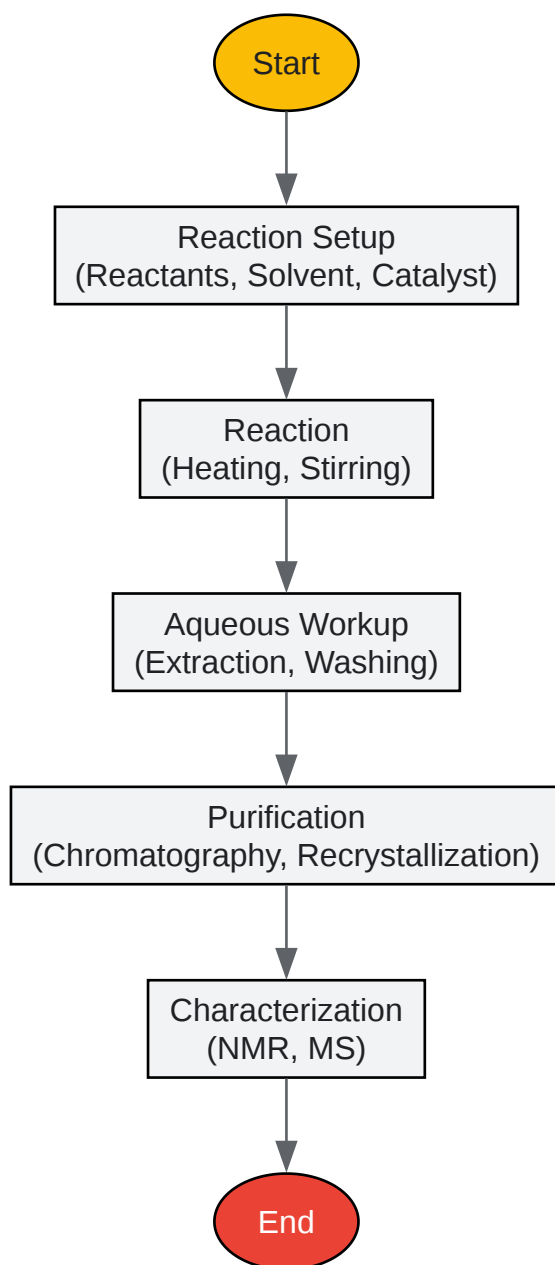 Start
Reaction Setup
(Reactants, Solvent, Catalyst)
Reaction
(Heating, Stirring)
Aqueous Workup
(Extraction, Washing)
Purification
(Chromatography, Recrystallization)
Characterization
(NMR, MS)
End